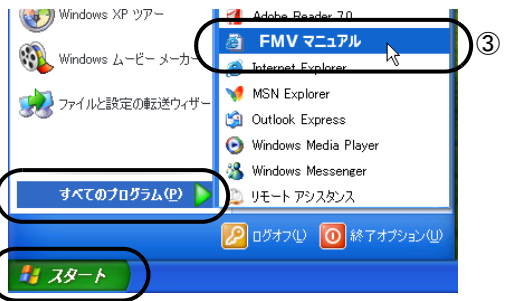 Windows XP ツアー
Windows ムービー メーカー
ファイルと設定の転送ウィザー
すべてのプログラム(P)
スタート
Adobe Reader 7.0
FMV マニュアル
③
Internet Explorer
MSN Explorer
Outlook Express
Windows Media Player
Windows Messenger
リモート アシスタンス
ログオフ(L)
終了オプション(U)